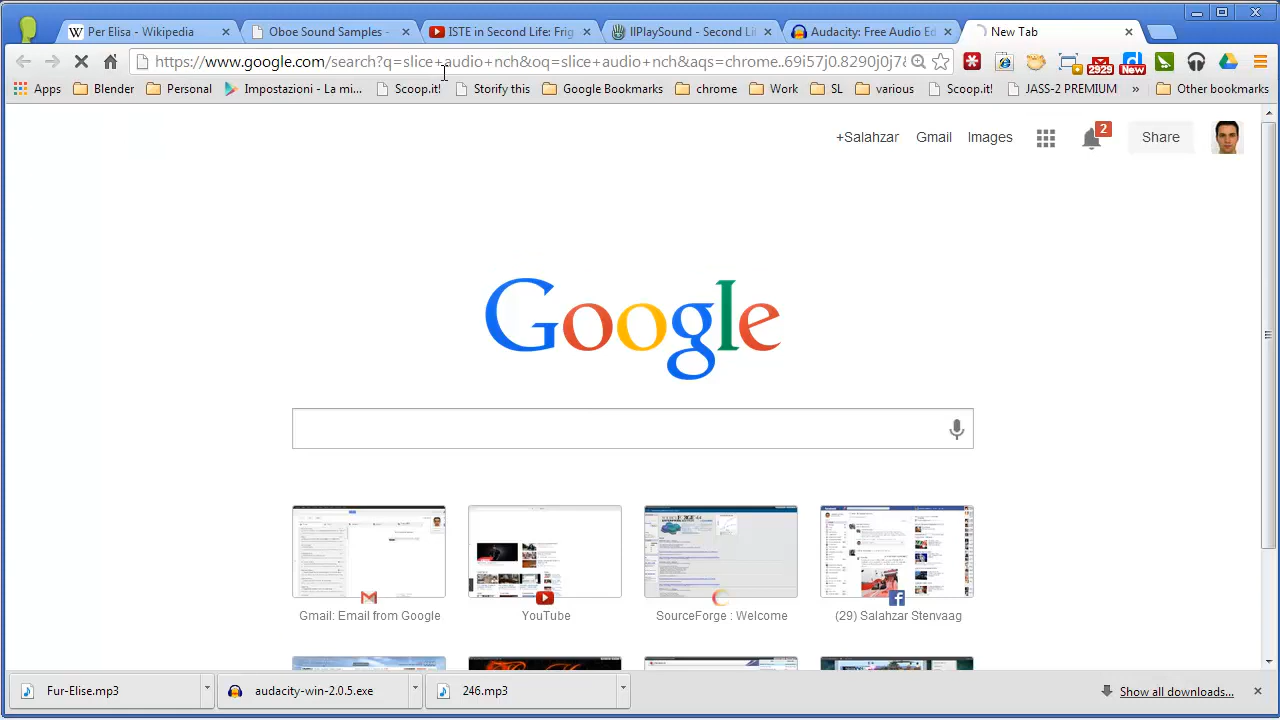 Per Elisa - Wikipedia
Oboe Sound Samples -
ISTE in Second Life: Frig
llPlaySound - Second Li
Audacity: Free Audio Ed
New Tab
https://www.google.com/search?q=slice+audio+nch&oq=slice+audio+nch&aqs=chrome..69i57j0.8290j0j7&
2929
New
Apps
Blender
Personal
Impostazioni - La mi...
Scoop.it!
Storify this
Google Bookmarks
chrome
Work
SL
various
Scoop.it!
JASS-2 PREMIUM
»
Other bookmarks
+Salahzar
Gmail
Images
2
Share
Google
Gmail: Email from Google
YouTube
SourceForge : Welcome
(29) Salahzar Stenvaag
Fur-Elise.mp3
audacity-win-2.0.5.exe
246.mp3
Show all downloads...